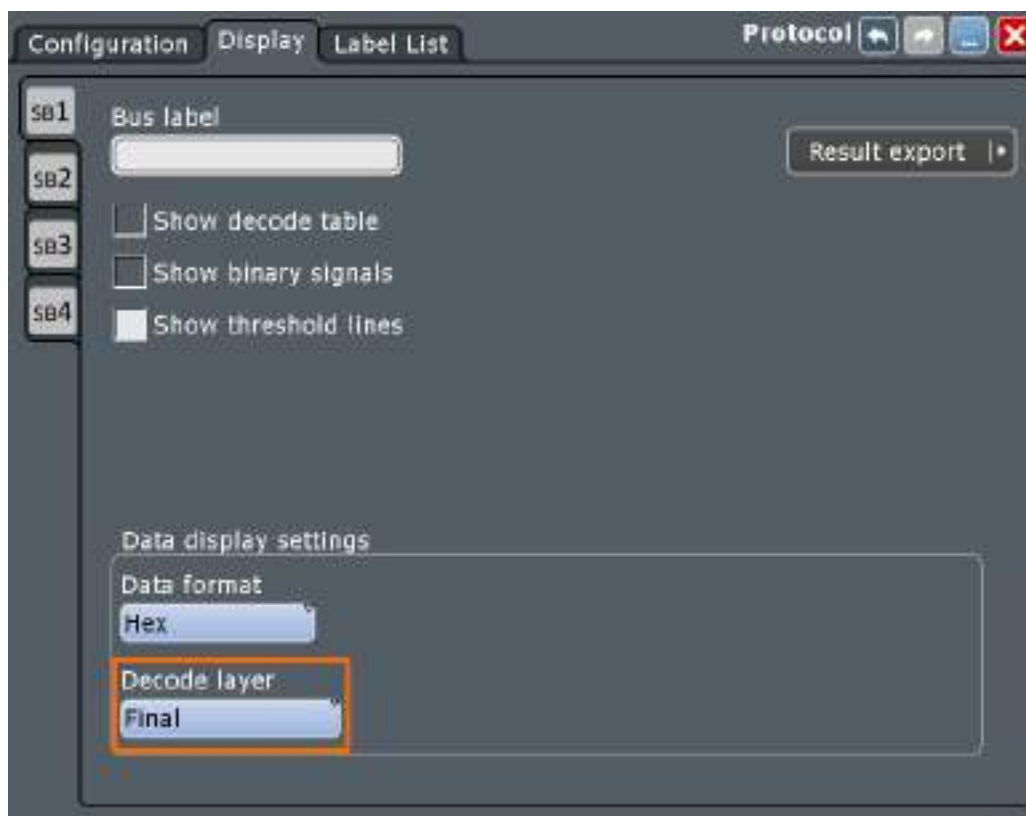 Configuration Display Label List Protocol
SB1
Bus label
Result export
SB2
Show decode table
SB3
Show binary signals
SB4
Show threshold lines
Data display settings
Data format
Hex
Decode layer
Final